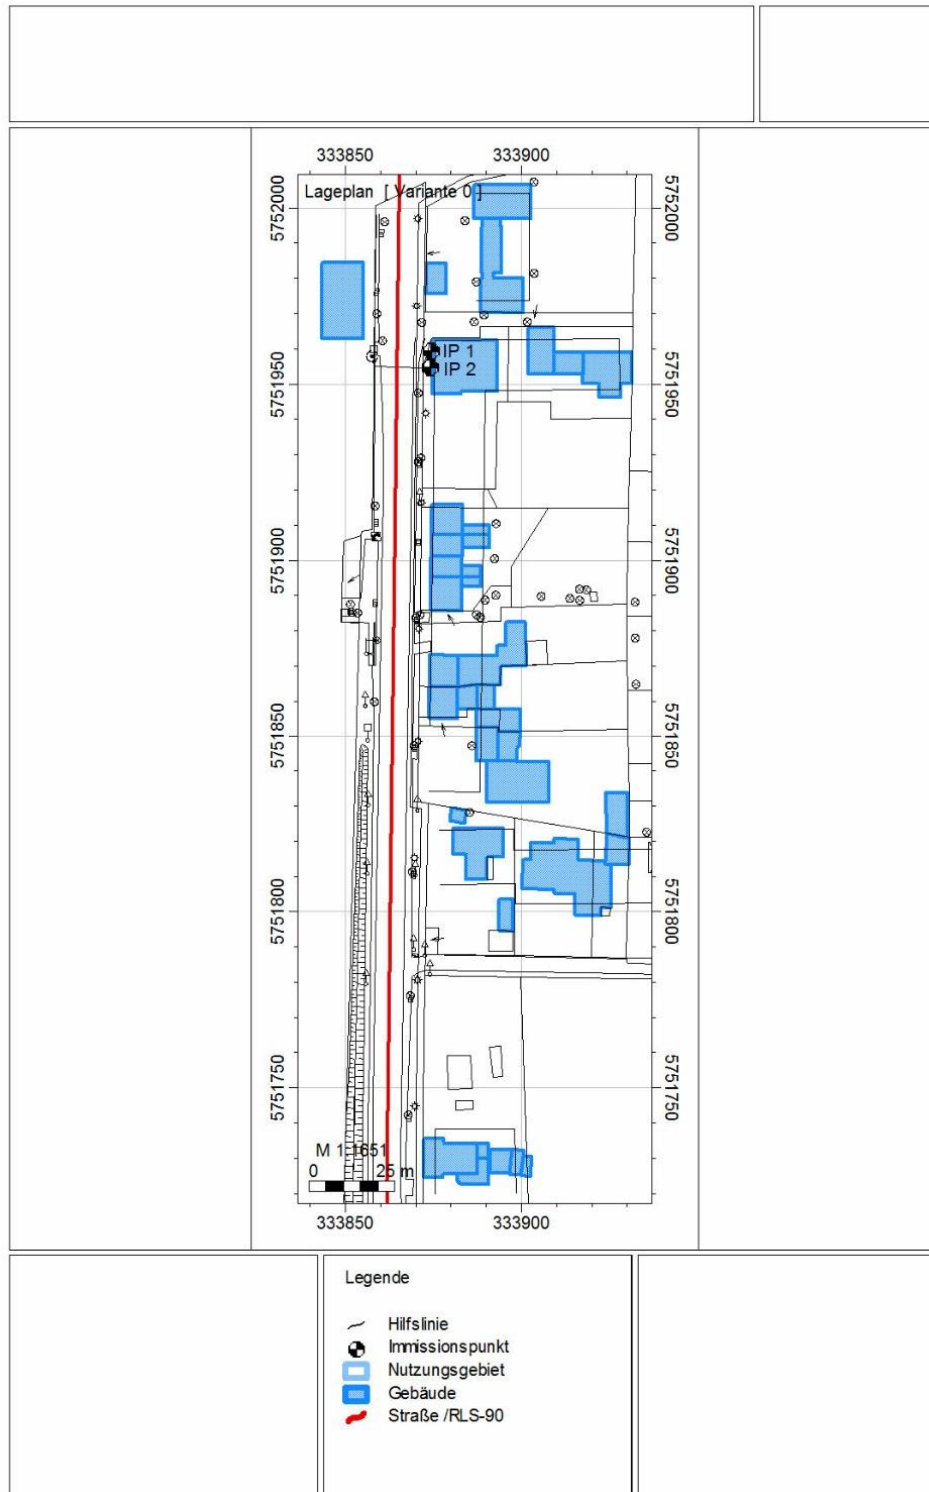 333850 333900
Lageplan [ Variante 0 ]
5752000 5752000
IP 1
IP 2
5751950 5751950
5751900 5751900
5751850 5751850
5751800 5751800
5751750 5751750
M 1:1651
0 25 m
333850 333900
Legende
Hilfslinie
Immissionspunkt
Nutzungsgebiet
Gebäude
Straße /RLS-90